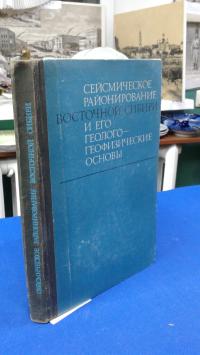 СЕЙСМИЧЕСКОЕ
РАЙОНИРОВАНИЕ
ВОСТОЧНОЙ СИБИРИ
И ЕГО
ГЕОЛОГО—
ГЕОФИЗИЧЕСКИЕ
ОСНОВЫ
СЕЙСМИЧЕСКОЕ РАЙОНИРОВАНИЕ ВОСТОЧНОЙ СИБИРИ